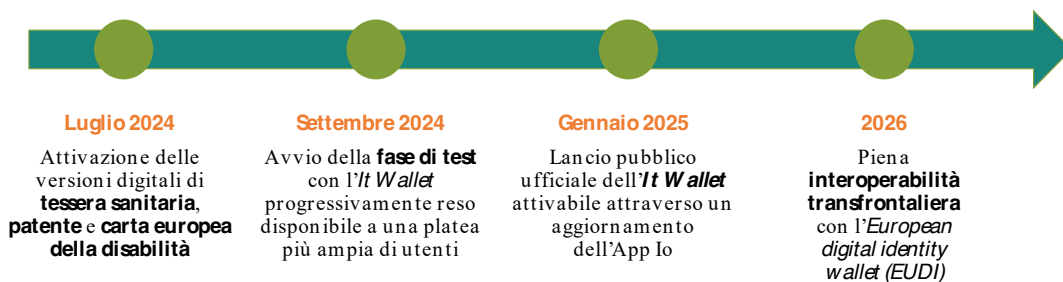 Luglio 2024
Attivazione delle
versioni digitali di
tessera sanitaria,
patente e carta europea
della disabilità
Settembre 2024
Avvio della fase di test
con l'It Wallet
progressivamente reso
disponibile a una platea
più ampia di utenti
Gennaio 2025
Lancio pubblico
ufficiale dell'It Wallet
attivabile attraverso un
aggiornamento
dell'App Io
2026
Piena
interoperabilità
transfrontaliera
con l'European
digital identity
wallet (EUDI)